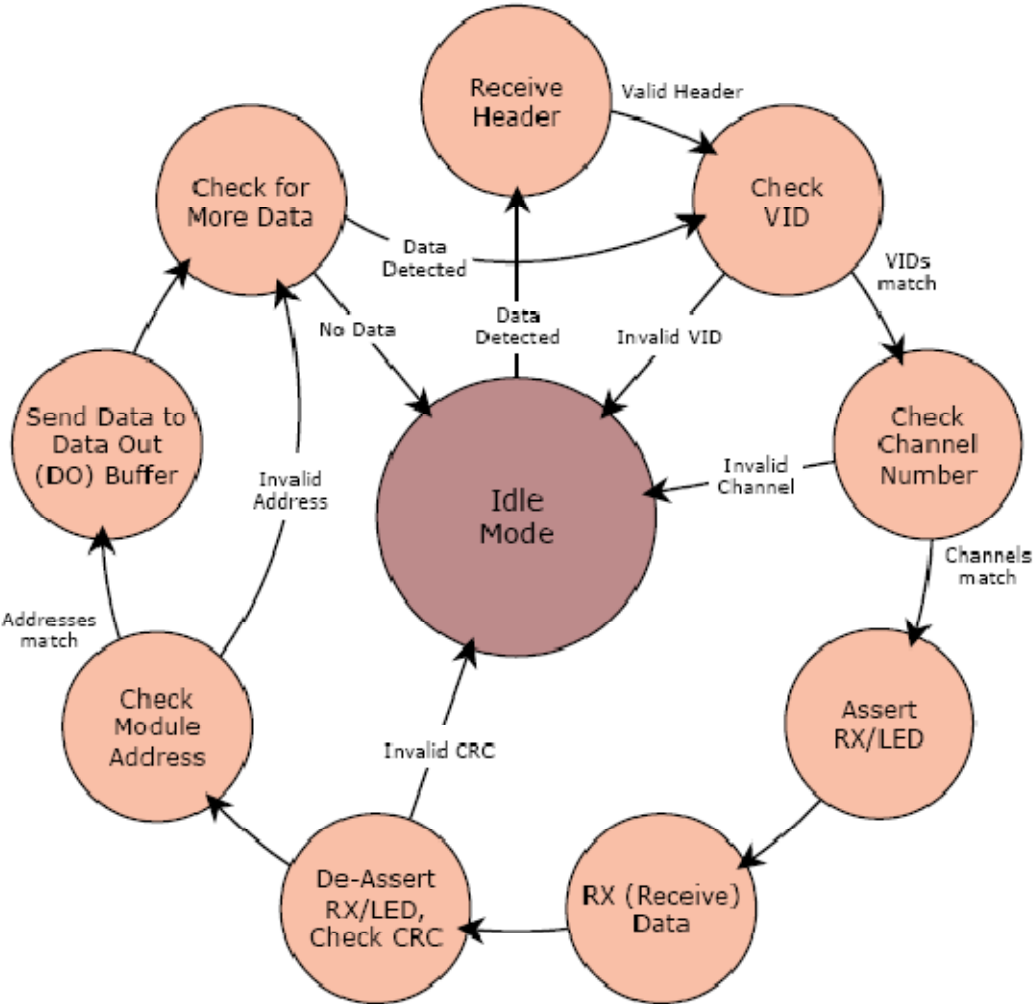 Receive
Header
Valid Header
Check
VID
Check for
More Data
Data
Detected
VIDs
match
No Data
Data
Detected
Invalid VID
Send Data to
Data Out
(DO) Buffer
Check
Channel
Number
Invalid
Address
Invalid
Channel
Idle
Mode
Channels
match
Addresses
match
Check
Module
Address
Assert
RX/LED
Invalid CRC
De-Assert
RX/LED,
Check CRC
RX (Receive)
Data